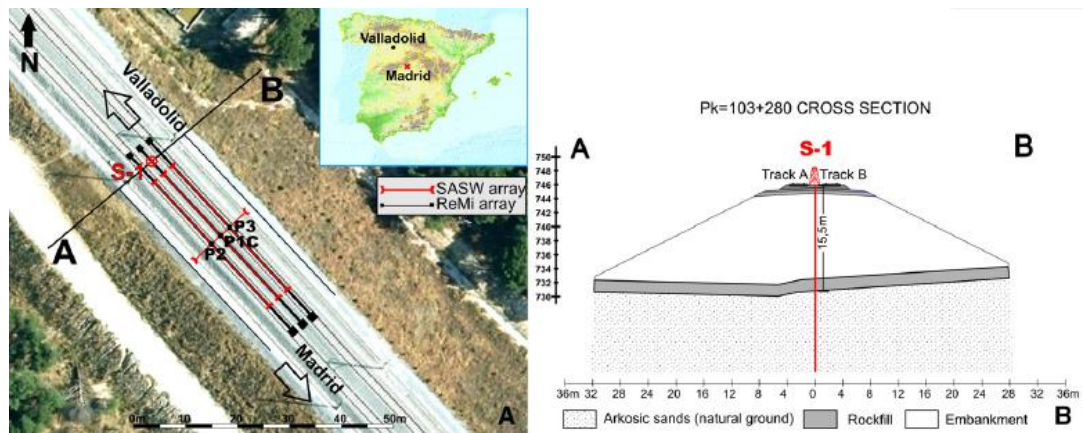 N
Valladolid
B
S-1
A
P3
P1C
P2
Madrid
0m 10 20 30 40 50m
A
Valladolid
Madrid
SASW array
ReMi array
Pk=103+280 CROSS SECTION
A
S-1
B
Track A
Track B
750
748
746
744
742
740
738
736
734
732
730
15,5m
36m 32 28 24 20 16 12 8 4 0 4 8 12 16 20 24 28 32 36m
Arkosic sands (natural ground)
Rockfill
Embankment
B